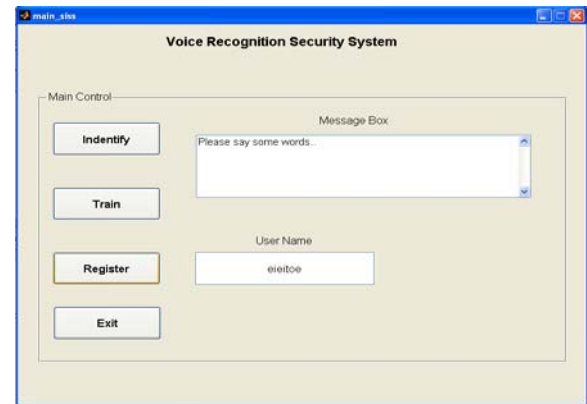 main_siss
Voice Recognition Security System
Main Control
Indentify
Message Box
Please say some words...
Train
User Name
Register
eieitoe
Exit